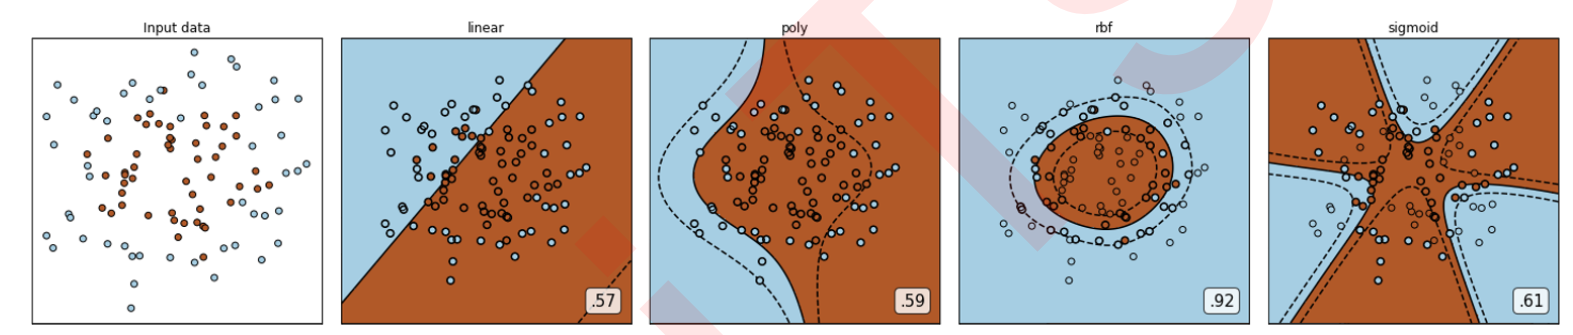 Input data
linear
poly
rbf
sigmoid
.57
.59
.92
.61